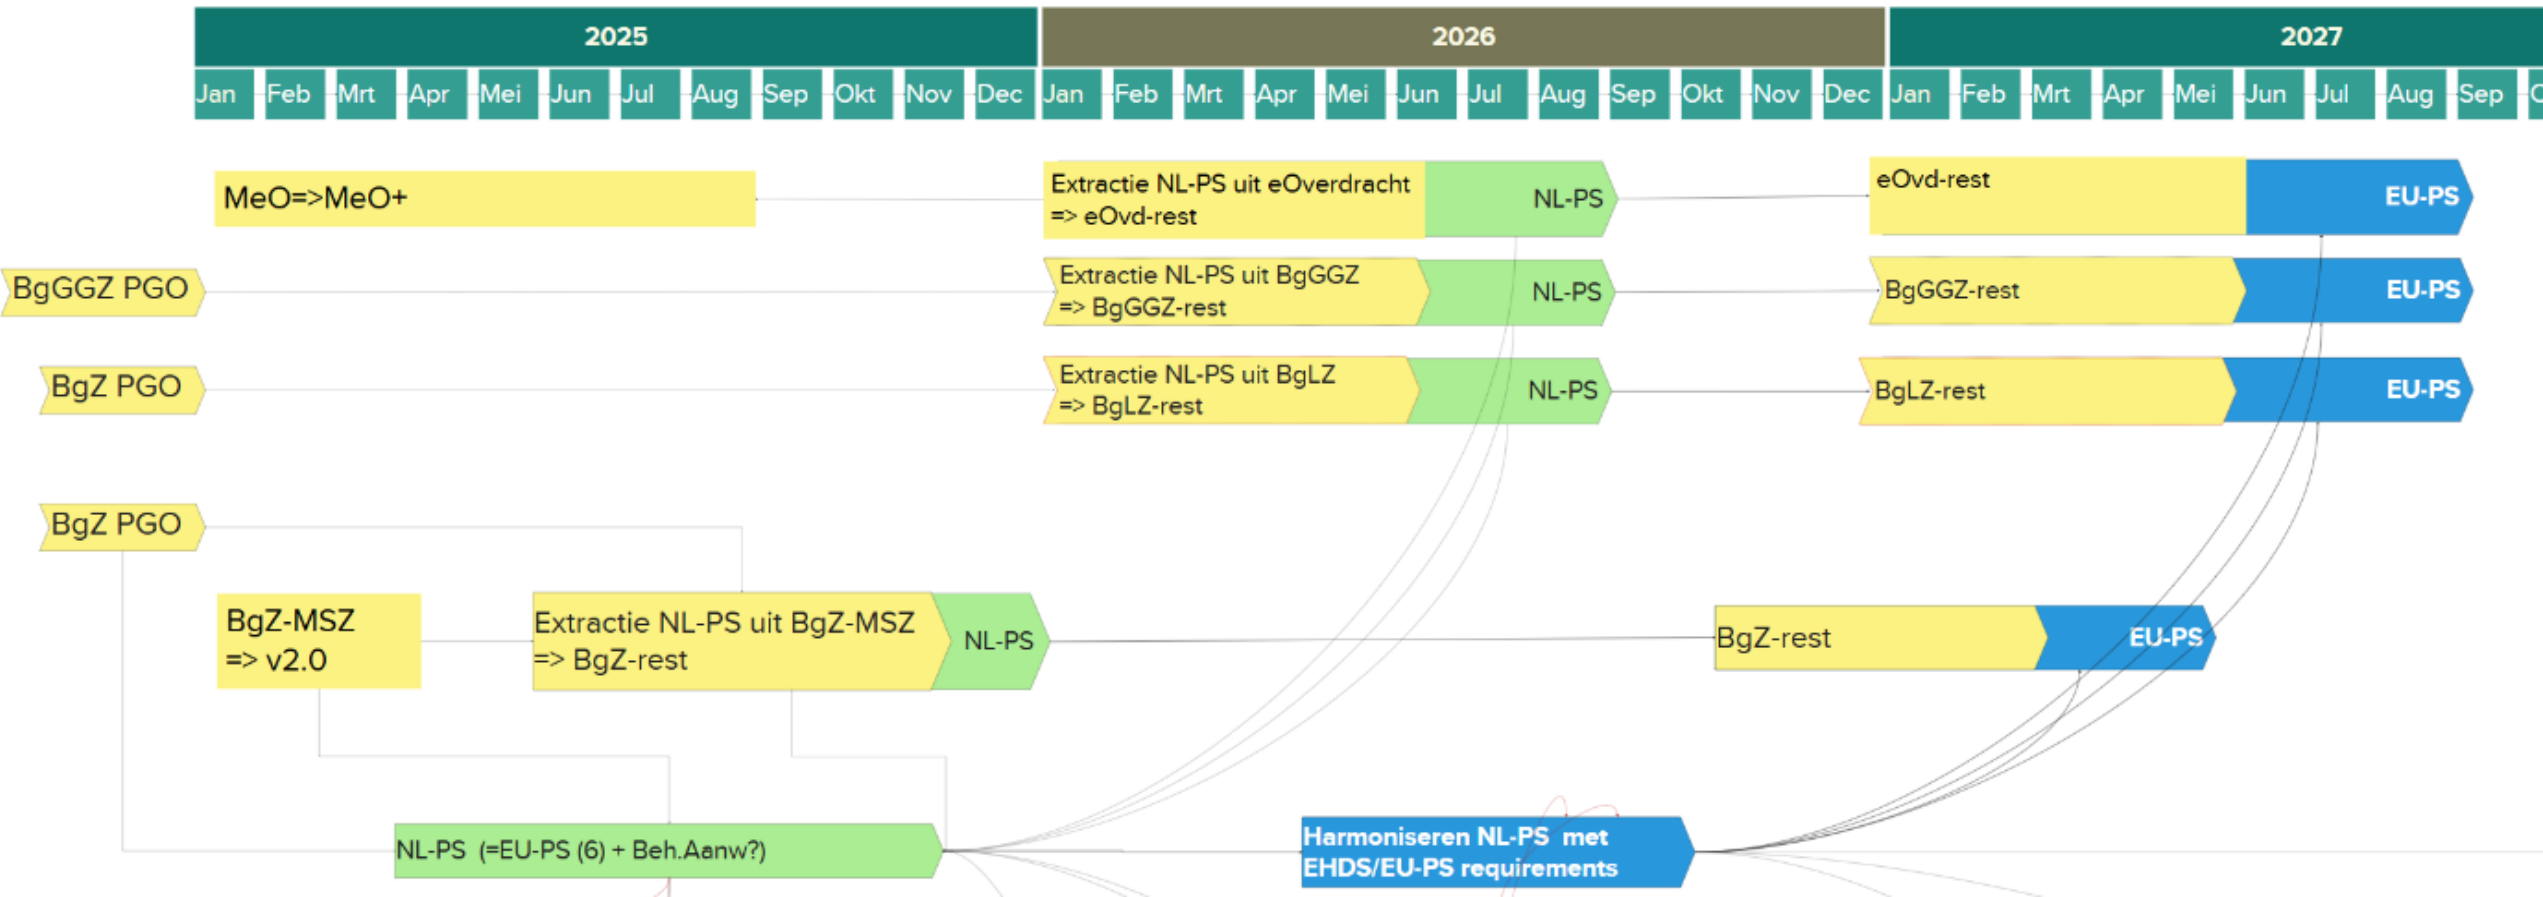 2025 2026 2027
Jan Feb Mrt Apr Mei Jun Jul Aug Sep Okt Nov Dec Jan Feb Mrt Apr Mei Jun Jul Aug Sep Okt Nov Dec Jan Feb Mrt Apr Mei Jun Jul Aug Sep
MeO=>MeO+
Extractie NL-PS uit eOverdracht
=> eOvd-rest
NL-PS
eOvd-rest
EU-PS
BgGGZ PGO
Extractie NL-PS uit BgGGZ
=> BgGGZ-rest
NL-PS
BgGGZ-rest
EU-PS
BgZ PGO
Extractie NL-PS uit BgLZ
=> BgLZ-rest
NL-PS
BgLZ-rest
EU-PS
BgZ PGO
BgZ-MSZ
=> v2.0
Extractie NL-PS uit BgZ-MSZ
=> BgZ-rest
NL-PS
BgZ-rest
EU-PS
NL-PS (=EU-PS (6) + Beh.Aanw?)
Harmoniseren NL-PS met
EHDS/EU-PS requirements